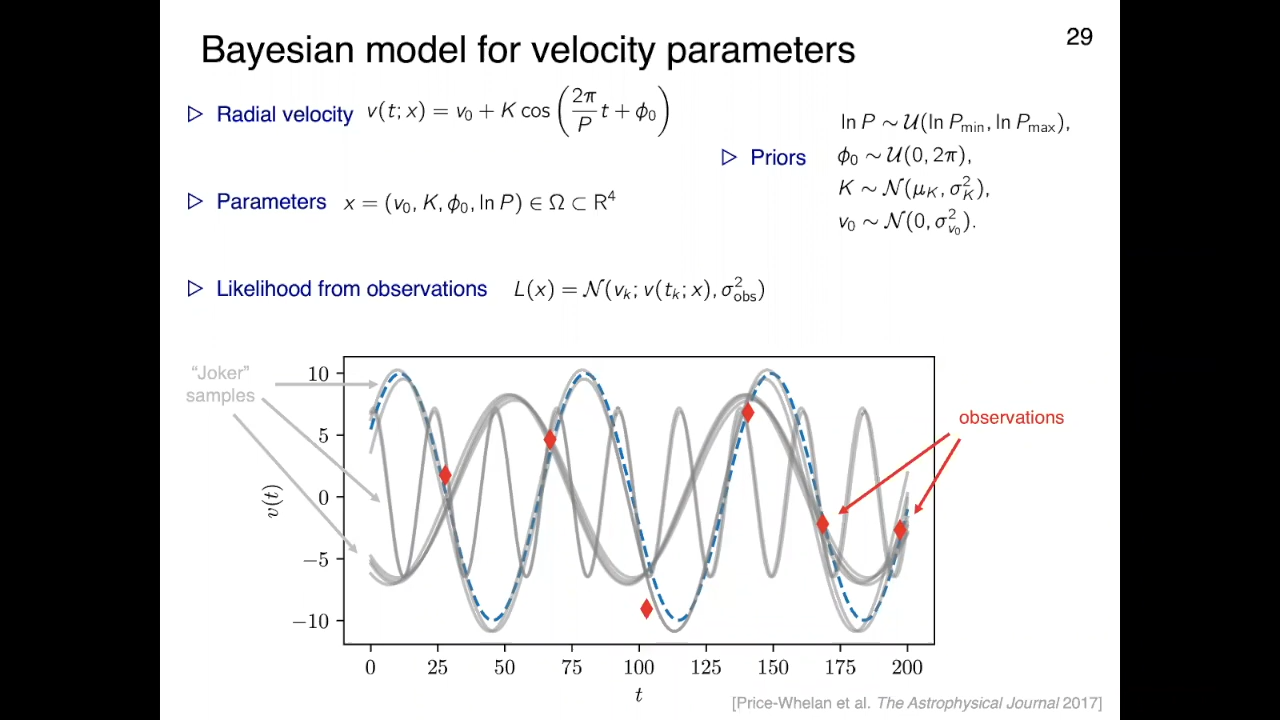 Bayesian model for velocity parameters
29
▷ Radial velocity v(t; x) = v₀ + K cos(2π/P t + ϕ₀)
▷ Parameters x = (v₀, K, ϕ₀, ln P) ∈ Ω ⊂ R⁴
▷ Priors
ln P ∼ U(ln P_min, ln P_max),
ϕ₀ ∼ U(0, 2π),
K ∼ N(μ_K, σ_K²),
v₀ ∼ N(0, σ_{v₀}²).
▷ Likelihood from observations L(x) = N(v_k; v(t_k; x), σ_obs²)
“Joker”
samples
observations
v(t)
10
5
0
−5
−10
0 25 50 75 100 125 150 175 200
t
[Price-Whelan et al. The Astrophysical Journal 2017]